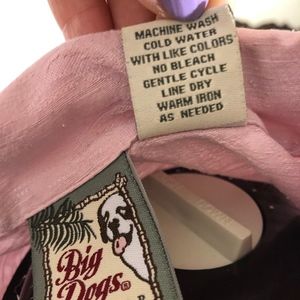 MACHINE WASH
COLD WATER
WITH LIKE COLORS
NO BLEACH
GENTLE CYCLE
LINE DRY
WARM IRON
AS NEEDED
Big
Dogs®